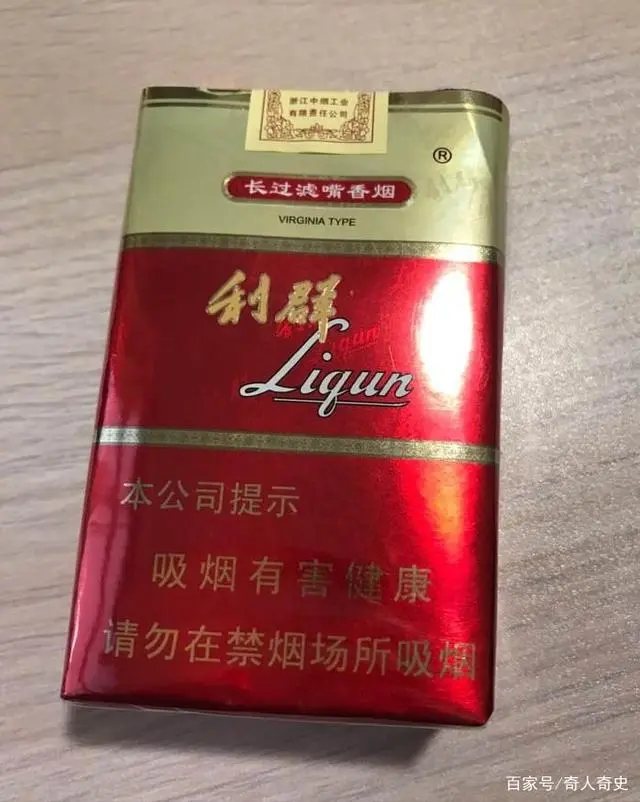 浙江中烟工业
有限责任公司
®
长过滤嘴香烟
VIRGINIA TYPE
利群
Liqun
本公司提示
吸烟有害健康
请勿在禁烟场所吸烟
百家号/奇人奇史